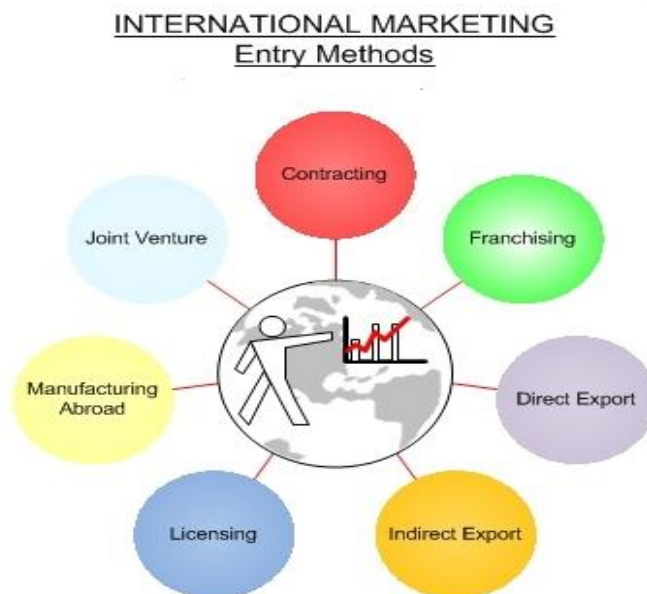 INTERNATIONAL MARKETING
Entry Methods
Contracting
Joint Venture
Franchising
Manufacturing
Abroad
Direct Export
Licensing
Indirect Export